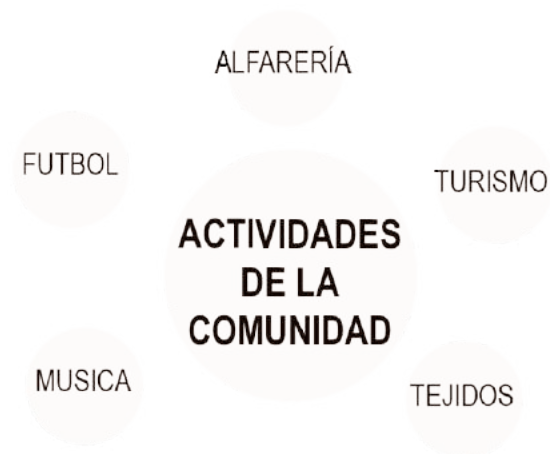 ALFARERÍA
FUTBOL
TURISMO
ACTIVIDADES
DE LA
COMUNIDAD
MUSICA
TEJIDOS